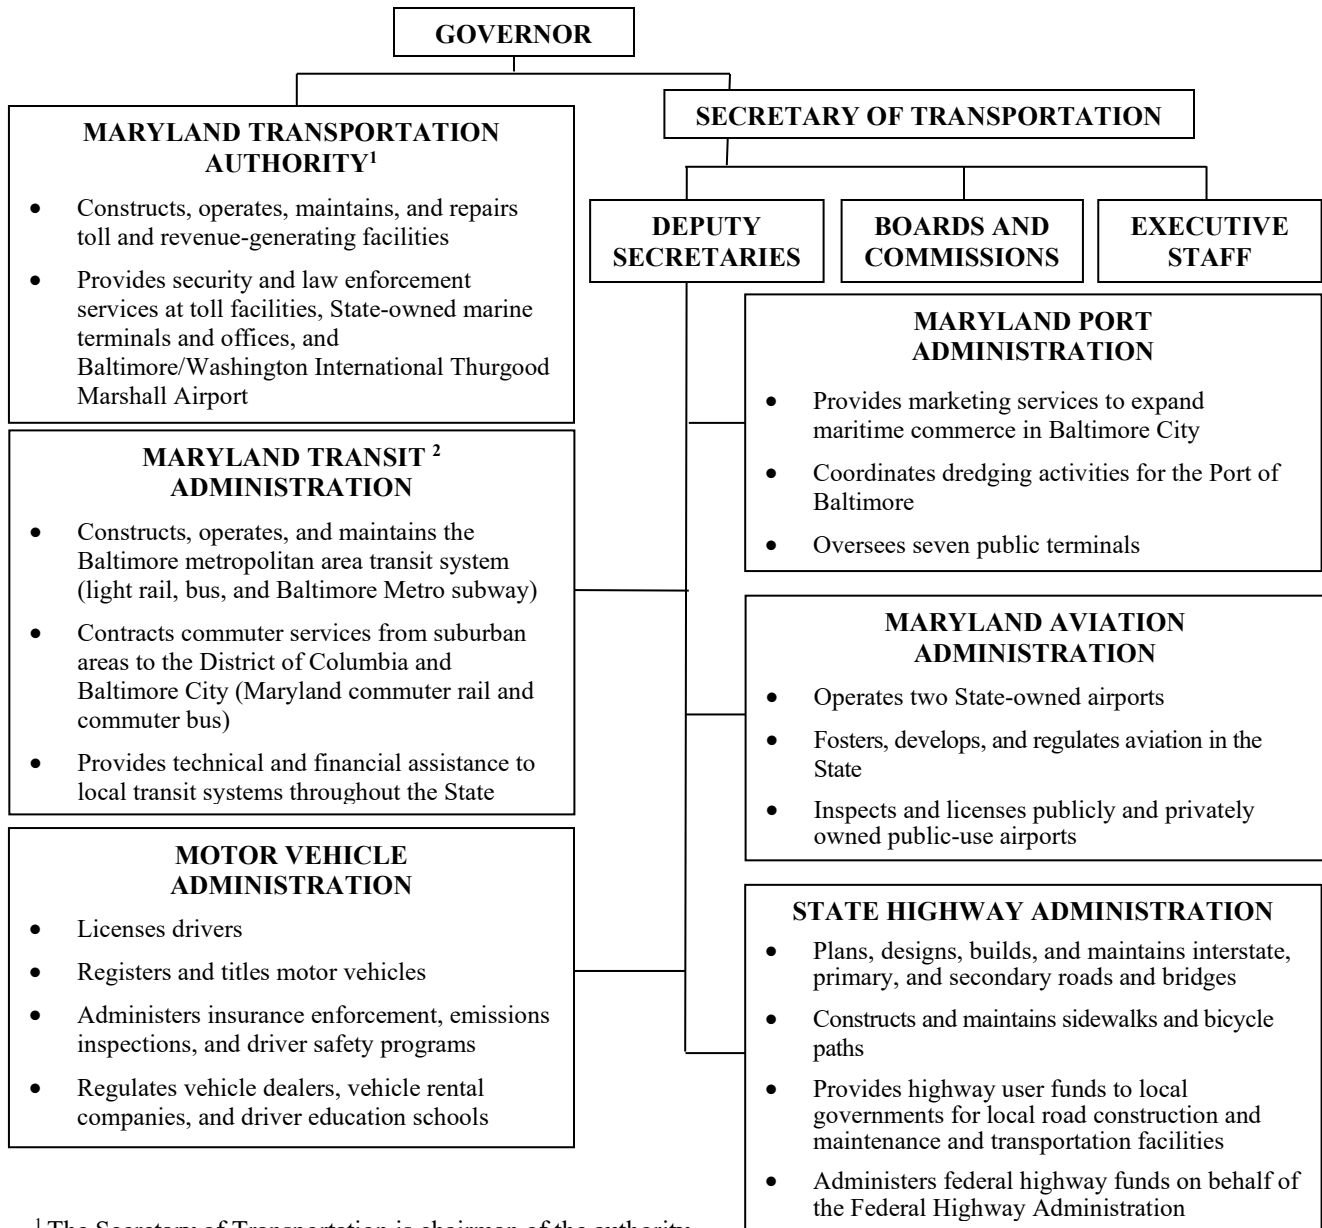 GOVERNOR
SECRETARY OF TRANSPORTATION
MARYLAND TRANSPORTATION
AUTHORITY¹
• Constructs, operates, maintains, and repairs
toll and revenue-generating facilities
• Provides security and law enforcement
services at toll facilities, State-owned marine
terminals and offices, and
Baltimore/Washington International Thurgood
Marshall Airport
DEPUTY
SECRETARIES
BOARDS AND
COMMISSIONS
EXECUTIVE
STAFF
MARYLAND PORT
ADMINISTRATION
• Provides marketing services to expand
maritime commerce in Baltimore City
• Coordinates dredging activities for the Port of
Baltimore
• Oversees seven public terminals
MARYLAND TRANSIT ²
ADMINISTRATION
• Constructs, operates, and maintains the
Baltimore metropolitan area transit system
(light rail, bus, and Baltimore Metro subway)
• Contracts commuter services from suburban
areas to the District of Columbia and
Baltimore City (Maryland commuter rail and
commuter bus)
• Provides technical and financial assistance to
local transit systems throughout the State
MARYLAND AVIATION
ADMINISTRATION
• Operates two State-owned airports
• Fosters, develops, and regulates aviation in the
State
• Inspects and licenses publicly and privately
owned public-use airports
MOTOR VEHICLE
ADMINISTRATION
• Licenses drivers
• Registers and titles motor vehicles
• Administers insurance enforcement, emissions
inspections, and driver safety programs
• Regulates vehicle dealers, vehicle rental
companies, and driver education schools
STATE HIGHWAY ADMINISTRATION
• Plans, designs, builds, and maintains interstate,
primary, and secondary roads and bridges
• Constructs and maintains sidewalks and bicycle
paths
• Provides highway user funds to local
governments for local road construction and
maintenance and transportation facilities
• Administers federal highway funds on behalf of
the Federal Highway Administration
¹ The Secretary of Transportation is chairman of the authority